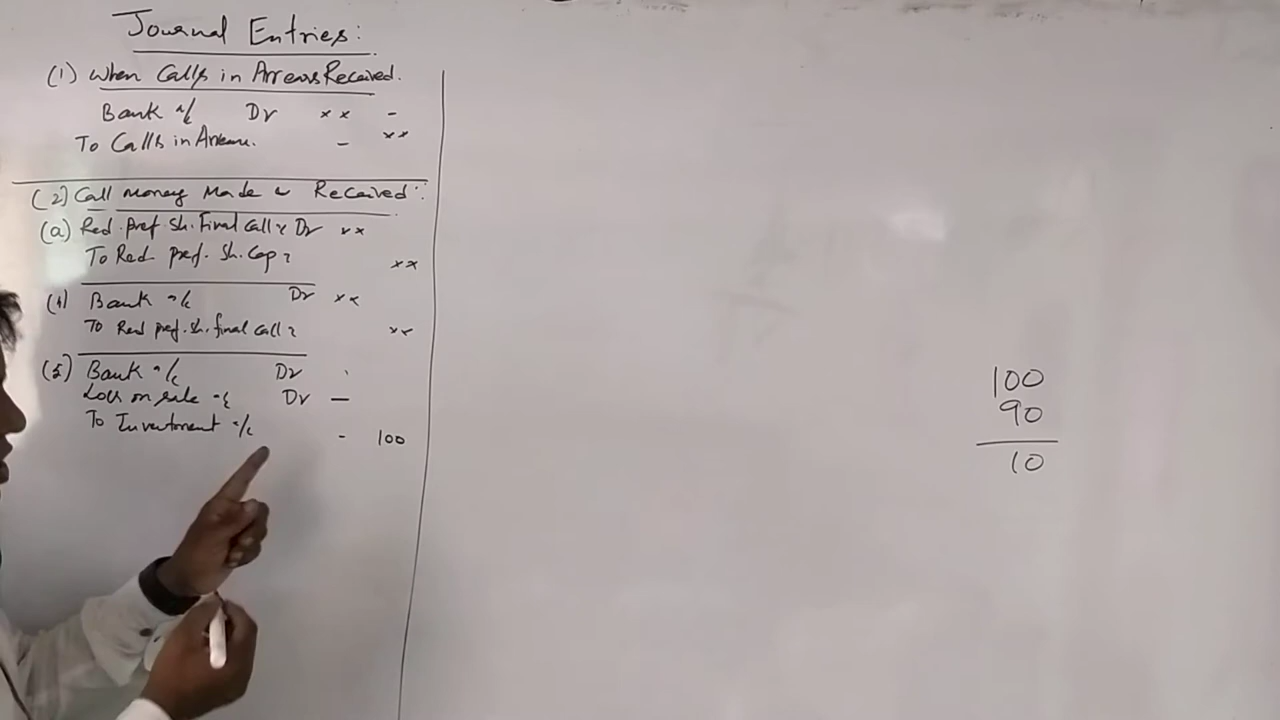 Journal Entries:
(1) When Calls in Arrears Received.
Bank a/c Dr xx -
To Calls in Arrears. - xx
(2) Call money Made & Received:
(a) Red. pref. Sh. Final Call Dr xx
To Red. pref. Sh. Cap xx
Bank a/c Dr xx
To Red pref. sh. final call xx
Bank a/c Dr
Loss on sale a/c Dr —
To Investment a/c - 100
100
90
10